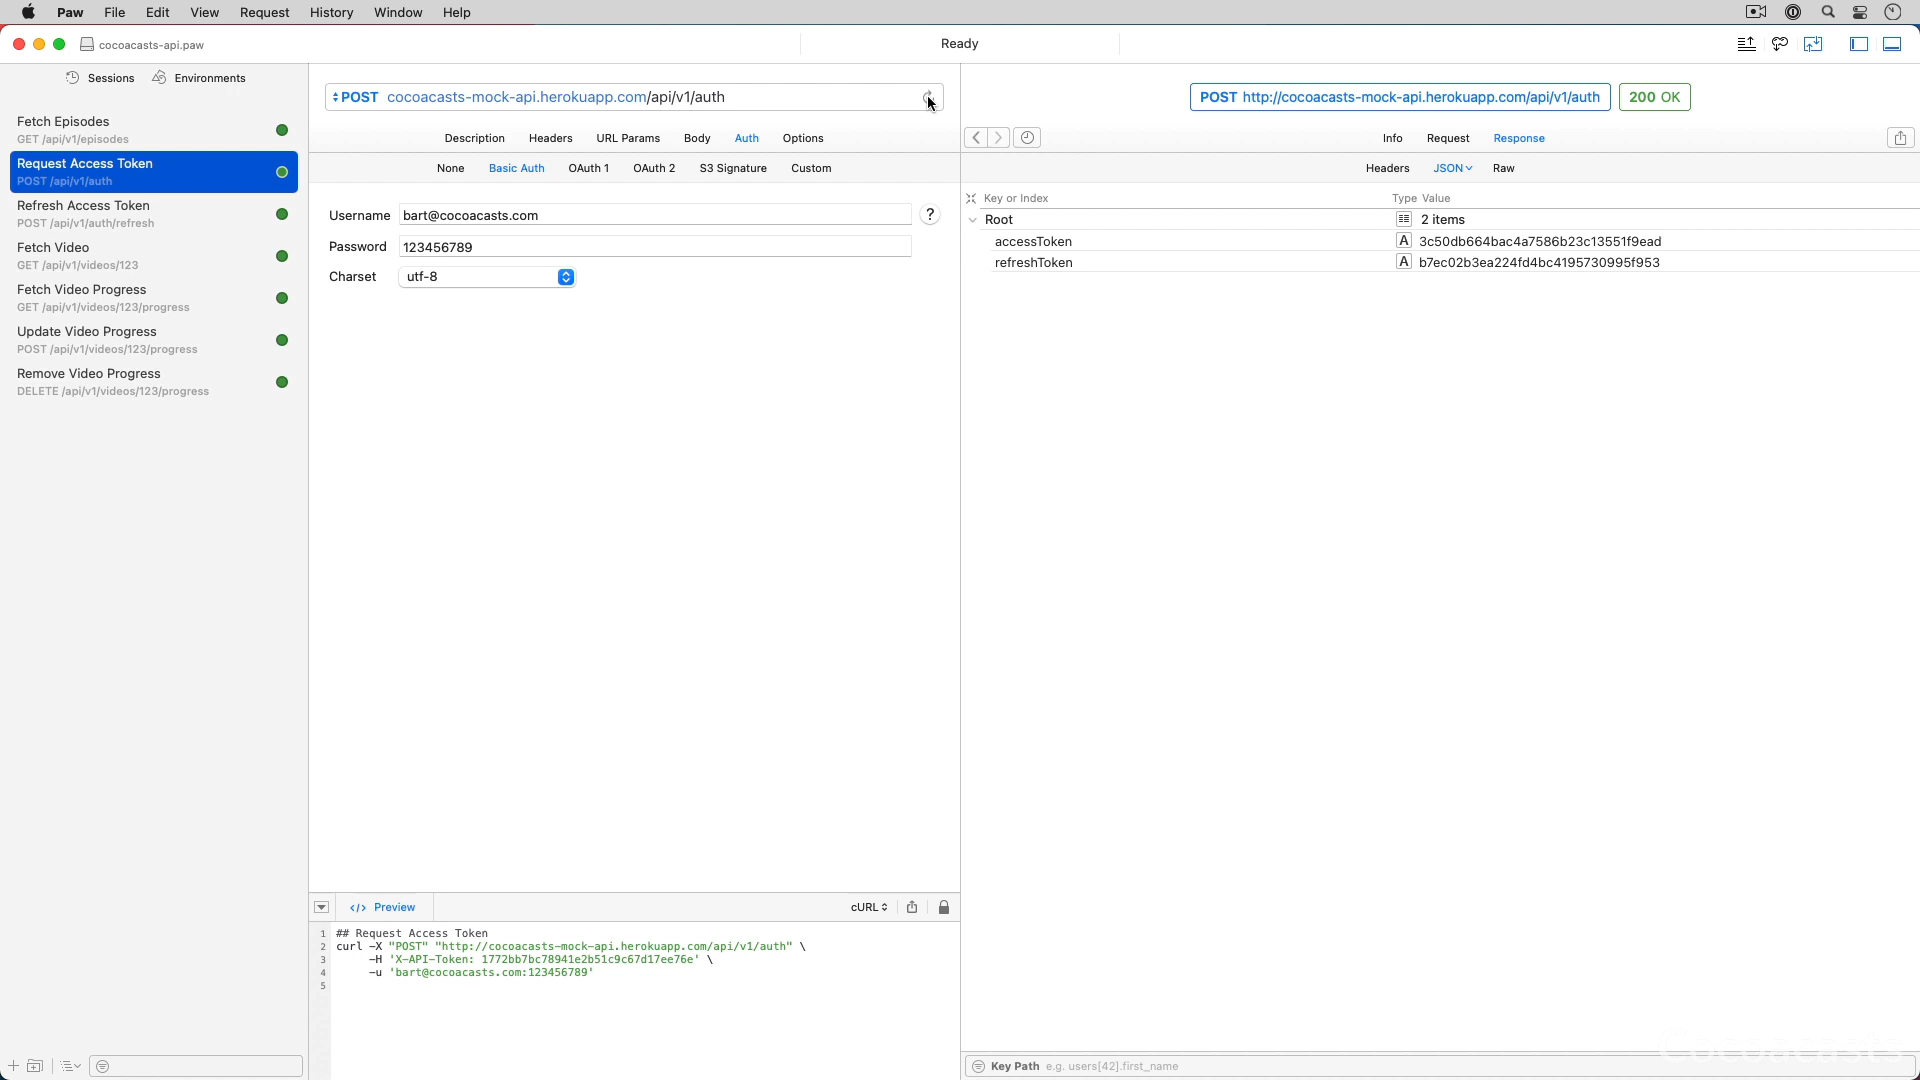 Paw File Edit View Request History Window Help
cocoacasts-api.paw
Ready
Sessions Environments
Fetch Episodes
GET /api/v1/episodes
Request Access Token
POST /api/v1/auth
Refresh Access Token
POST /api/v1/auth/refresh
Fetch Video
GET /api/v1/videos/123
Fetch Video Progress
GET /api/v1/videos/123/progress
Update Video Progress
POST /api/v1/videos/123/progress
Remove Video Progress
DELETE /api/v1/videos/123/progress
POST cocoacasts-mock-api.herokuapp.com/api/v1/auth
Description Headers URL Params Body Auth Options
None Basic Auth OAuth 1 OAuth 2 S3 Signature Custom
Username bart@cocoacasts.com ?
Password 123456789
Charset utf-8
</> Preview cURL
1 ## Request Access Token
2 curl -X "POST" "http://cocoacasts-mock-api.herokuapp.com/api/v1/auth" \
3 -H 'X-API-Token: 1772bb7bc78941e2b51c9c67d17ee76e' \
4 -u 'bart@cocoacasts.com:123456789'
5
POST http://cocoacasts-mock-api.herokuapp.com/api/v1/auth 200 OK
Info Request Response
Headers JSON Raw
Key or Index Type Value
Root 2 items
accessToken A 3c50db664bac4a7586b23c13551f9ead
refreshToken A b7ec02b3ea224fd4bc4195730995f953
Key Path e.g. users[42].first_name
Cocoacasts